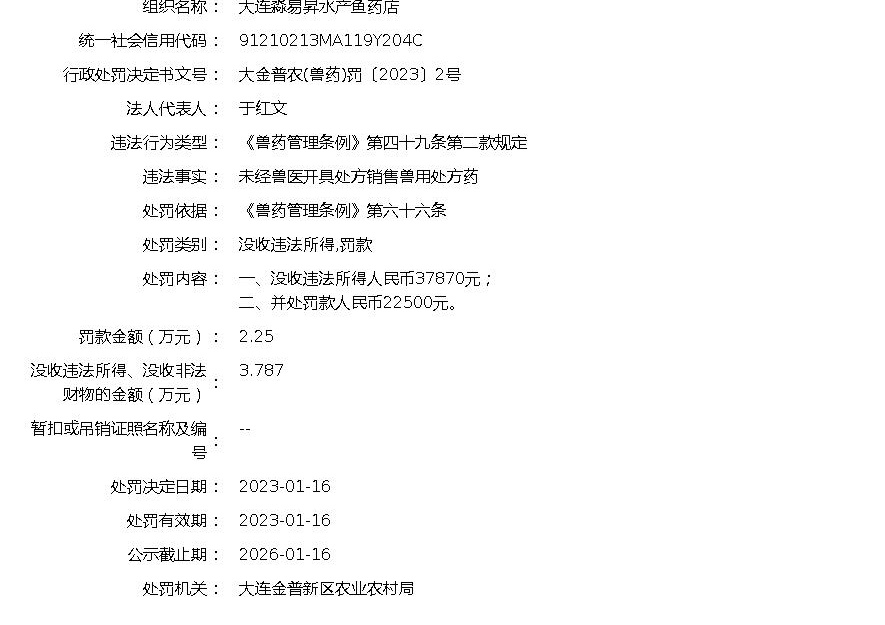 组织名称： 大连淼易昇水产鱼药店
统一社会信用代码： 91210213MA119Y204C
行政处罚决定书文号： 大金普农(兽药)罚〔2023〕2号
法人代表人： 于红文
违法行为类型： 《兽药管理条例》第四十九条第二款规定
违法事实： 未经兽医开具处方销售兽用处方药
处罚依据： 《兽药管理条例》第六十六条
处罚类别： 没收违法所得,罚款
处罚内容： 一、没收违法所得人民币37870元；
二、并处罚款人民币22500元。
罚款金额（万元）： 2.25
没收违法所得、没收非法
财物的金额（万元）： 3.787
暂扣或吊销证照名称及编
号： --
处罚决定日期： 2023-01-16
处罚有效期： 2023-01-16
公示截止期： 2026-01-16
处罚机关： 大连金普新区农业农村局